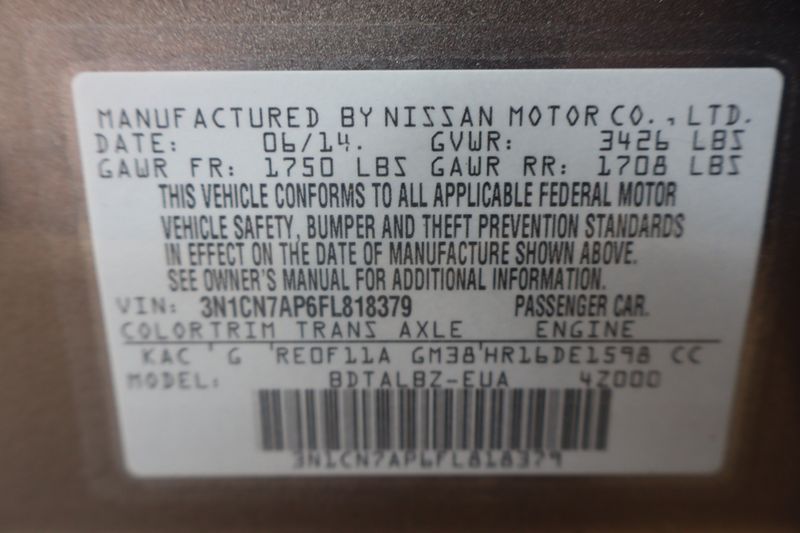 MANUFACTURED BY NISSAN MOTOR CO., LTD.
DATE: 06/14. GVWR: 3426 LBS
GAWR FR: 1750 LBS GAWR RR: 1708 LBS
THIS VEHICLE CONFORMS TO ALL APPLICABLE FEDERAL MOTOR
VEHICLE SAFETY, BUMPER AND THEFT PREVENTION STANDARDS
IN EFFECT ON THE DATE OF MANUFACTURE SHOWN ABOVE.
SEE OWNER'S MANUAL FOR ADDITIONAL INFORMATION.
VIN: 3N1CN7AP6FL818379 PASSENGER CAR.
COLORTRIM TRANS AXLE ENGINE
KAC ' G 'RE0F11A GM38'HR16DE1598 CC
MODEL: BDTALBZ-EUA 4Z000
3N1CN7AP6FL818379